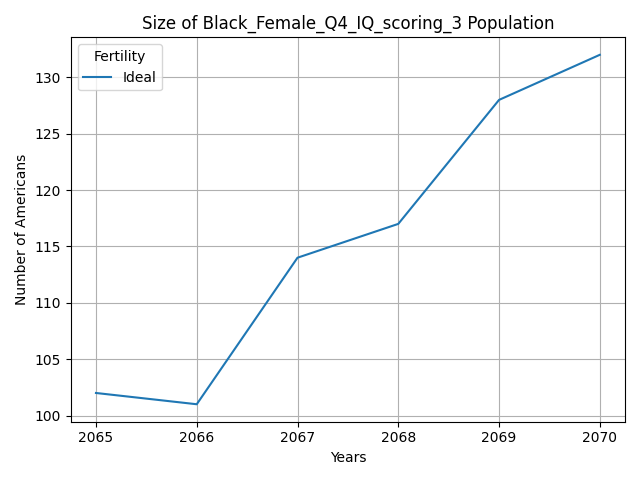 Size of Black_Female_Q4_IQ_scoring_3 Population
Fertility
Ideal
Number of Americans
130
125
120
115
110
105
100
2065 2066 2067 2068 2069 2070
Years